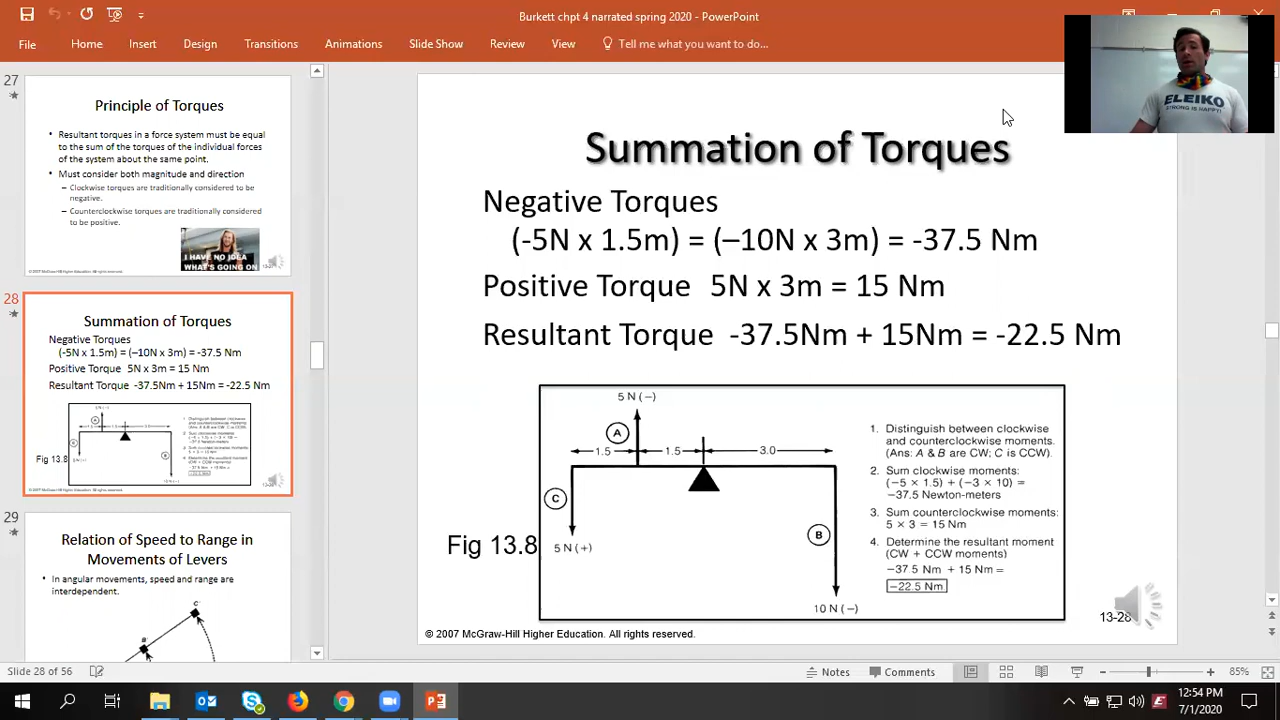 Burkett chpt 4 narrated spring 2020 - PowerPoint
File Home Insert Design Transitions Animations Slide Show Review View Tell me what you want to do...
27
Principle of Torques
• Resultant torques in a force system must be equal
to the sum of the torques of the individual forces
of the system about the same point.
• Must consider both magnitude and direction
– Clockwise torques are traditionally considered to be
negative.
– Counterclockwise torques are traditionally considered
to be positive.
I HAVE NO IDEA
WHAT'S GOING ON
© 2007 McGraw-Hill Higher Education. All rights reserved.
28
Summation of Torques
Negative Torques
(-5N x 1.5m) = (–10N x 3m) = -37.5 Nm
Positive Torque 5N x 3m = 15 Nm
Resultant Torque -37.5Nm + 15Nm = -22.5 Nm
Fig 13.8
© 2007 McGraw-Hill Higher Education. All rights reserved.
29
Relation of Speed to Range in
Movements of Levers
• In angular movements, speed and range are
interdependent.
C'
B'
Summation of Torques
Negative Torques
(-5N x 1.5m) = (–10N x 3m) = -37.5 Nm
Positive Torque 5N x 3m = 15 Nm
Resultant Torque -37.5Nm + 15Nm = -22.5 Nm
5 N (–)
A
1.5 1.5 3.0
C
B
5 N (+)
10 N (–)
Fig 13.8
1. Distinguish between clockwise
and counterclockwise moments.
(Ans: A & B are CW; C is CCW)
2. Sum clockwise moments:
(–5 × 1.5) + (–3 × 10) =
–37.5 Newton-meters
3. Sum counterclockwise moments:
5 × 3 = 15 Nm
4. Determine the resultant moment
(CW + CCW moments)
–37 5 Nm + 15 Nm =
–22.5 Nm
13-28
© 2007 McGraw-Hill Higher Education. All rights reserved.
ELEIKO
STRONG IS HAPPY!
Slide 28 of 56 Notes Comments 85%
12:54 PM
7/1/2020